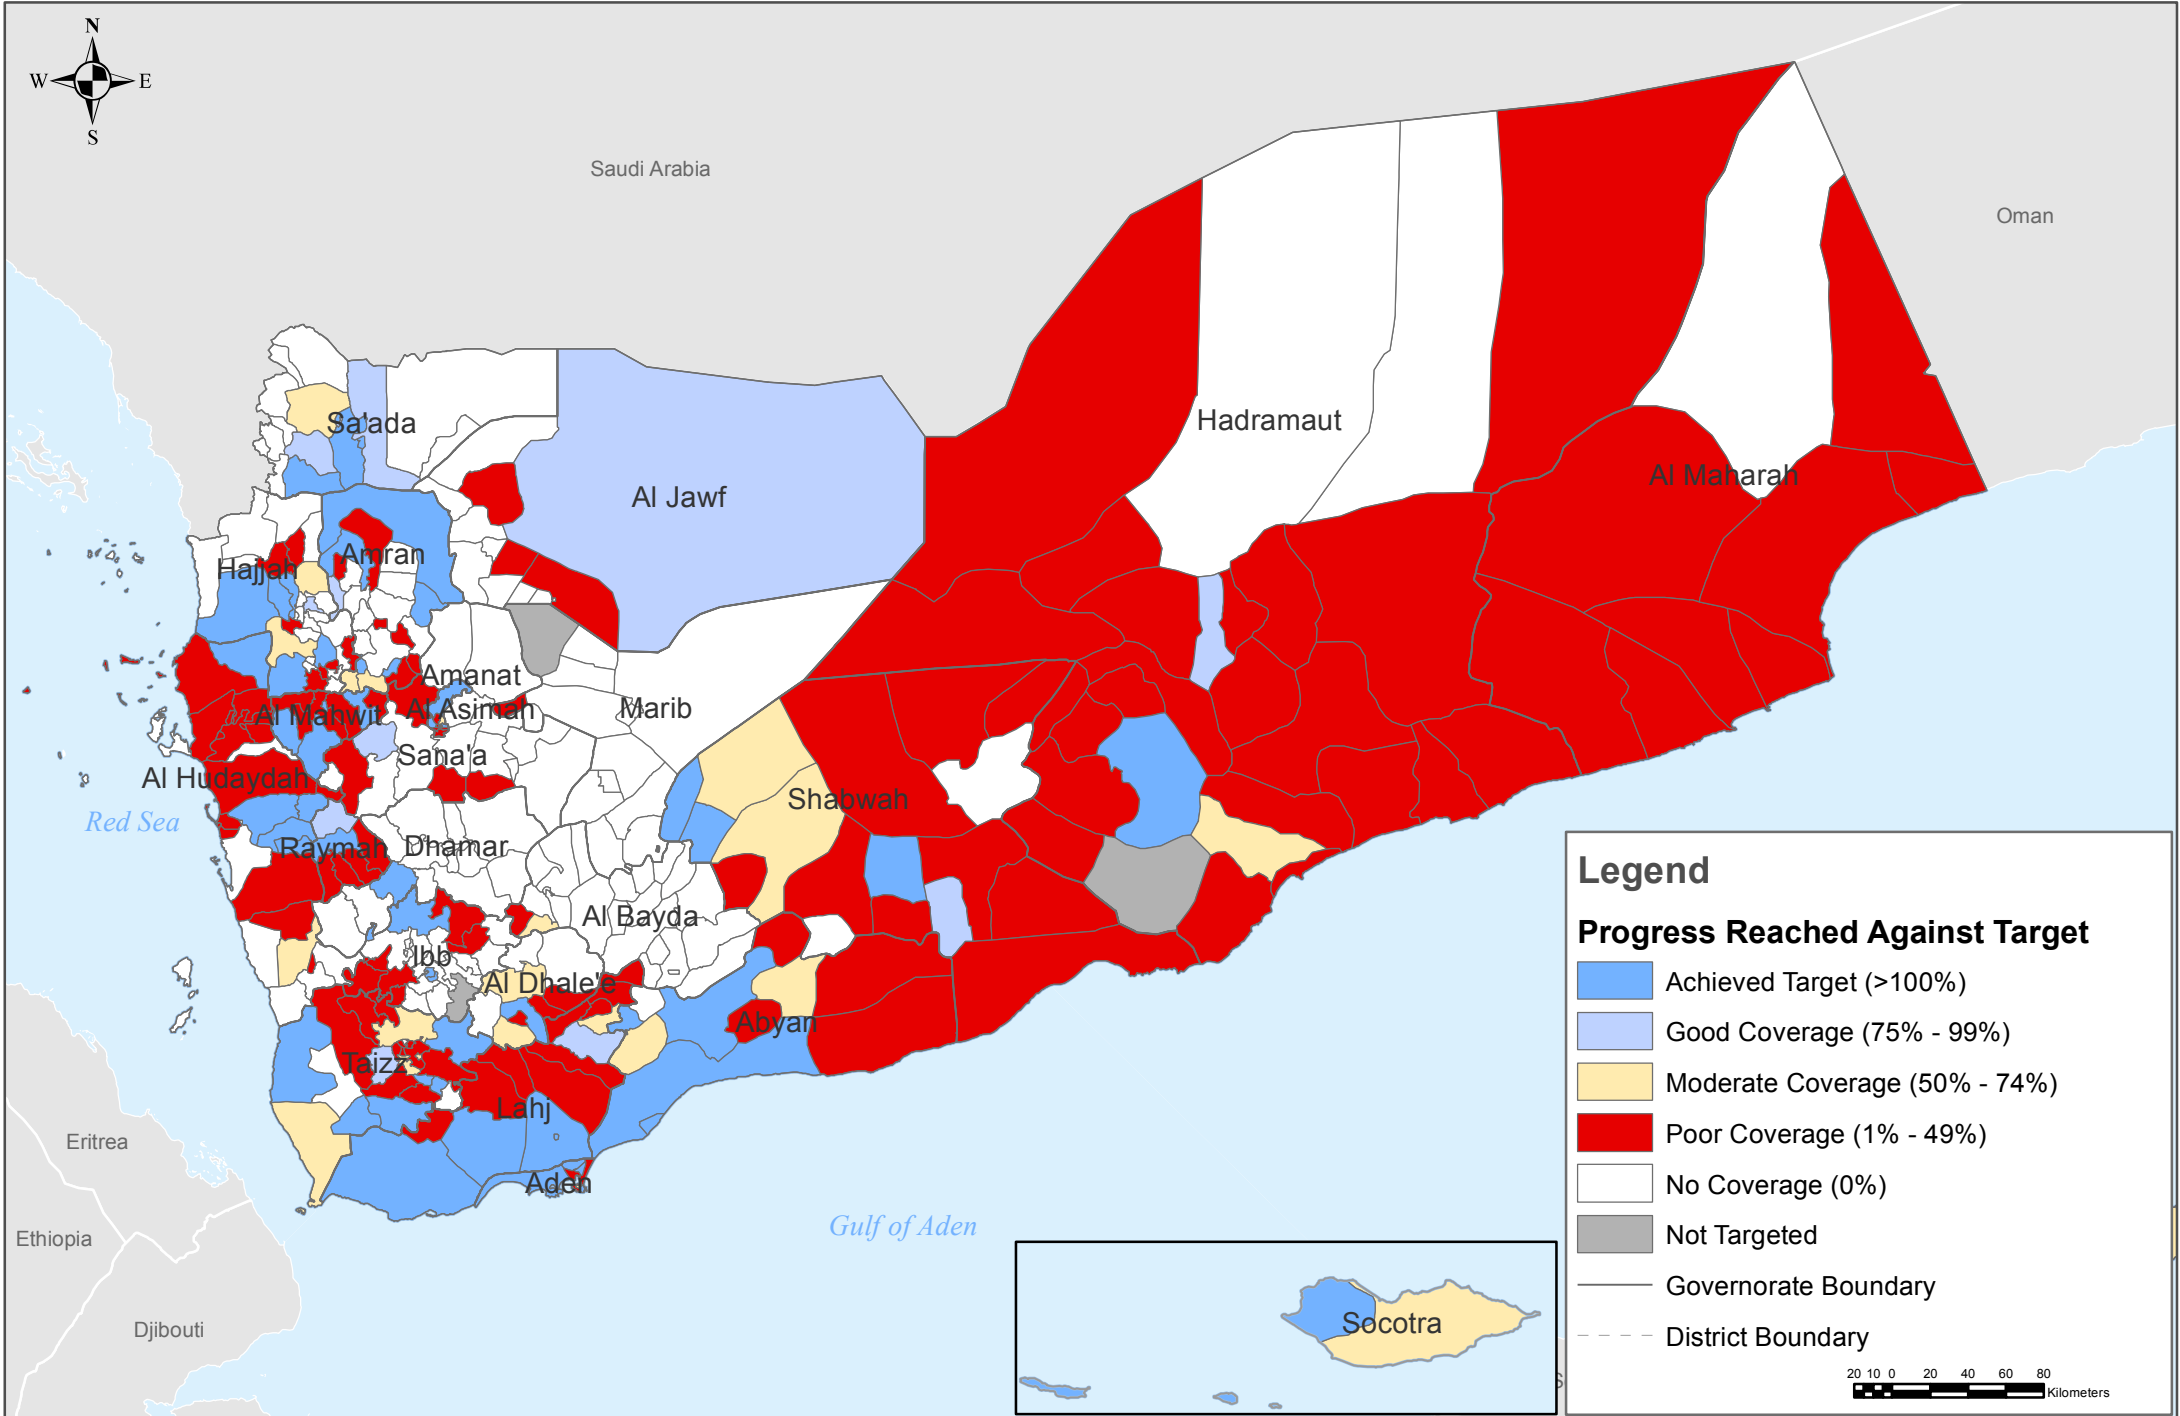 N
W E
S
Saudi Arabia
Oman
Sa'ada
Hadramaut
Al Jawf
Al Maharah
Amran
Hajjah
Amanat
Al Asimah
Al Mahwit
Marib
Sana'a
Al Hudaydah
Shabwah
Red Sea
Raymah
Dhamar
Al Bayda
Ibb
Al Dhale'e
Abyan
Taizz
Lahj
Aden
Eritrea
Ethiopia
Djibouti
Gulf of Aden
Socotra
Legend
Progress Reached Against Target
Achieved Target (>100%)
Good Coverage (75% - 99%)
Moderate Coverage (50% - 74%)
Poor Coverage (1% - 49%)
No Coverage (0%)
Not Targeted
Governorate Boundary
District Boundary
20 10 0 20 40 60 80
Kilometers